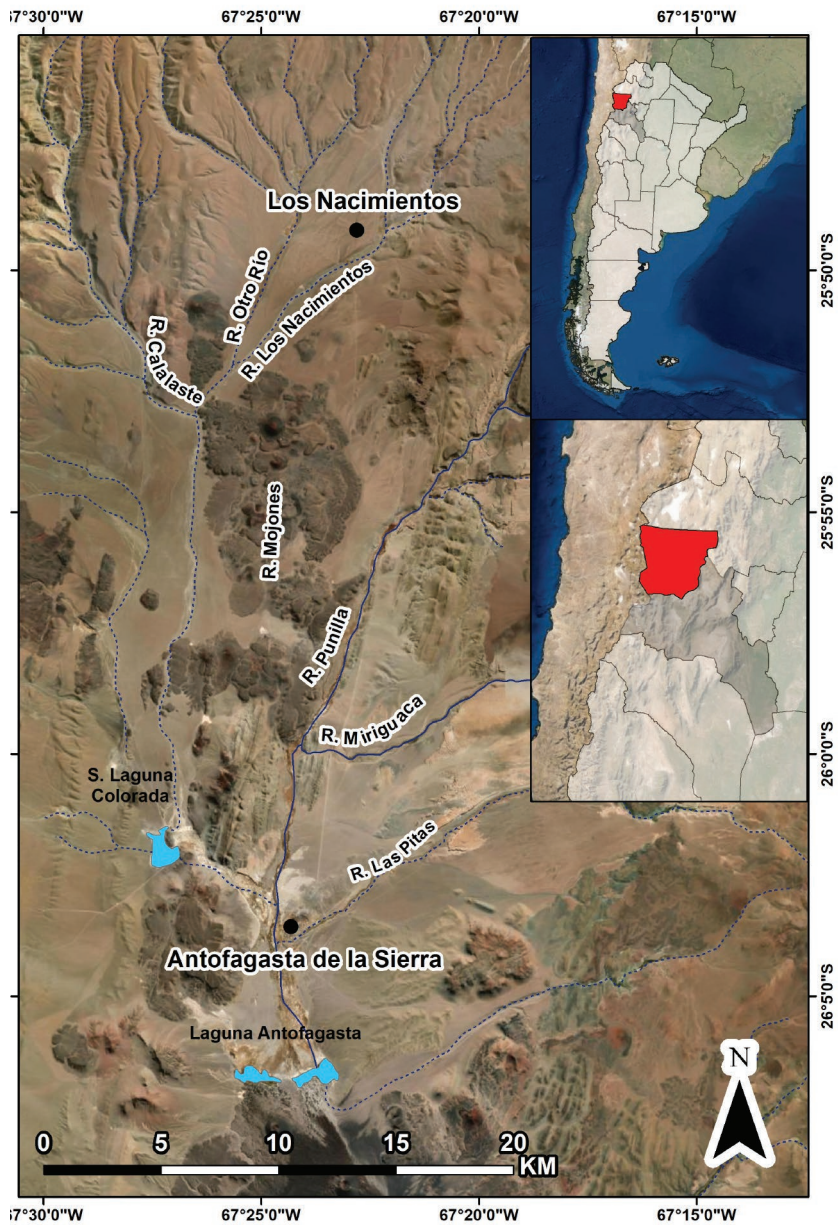 67°30'0"W
67°25'0"W
67°20'0"W
67°15'0"W
Los Nacimientos
25°50'0"S
R. Otro Río
R. Los Nacimientos
R. Calalaste
25°55'0"S
R. Mojones
R. Punilla
R. Miriguaca
26°0'0"S
S. Laguna
Colorada
R. Las Pitas
Antofagasta de la Sierra
26°5'0"S
Laguna Antofagasta
N
0 5 10 15 20
KM
67°30'0"W
67°25'0"W
67°20'0"W
67°15'0"W